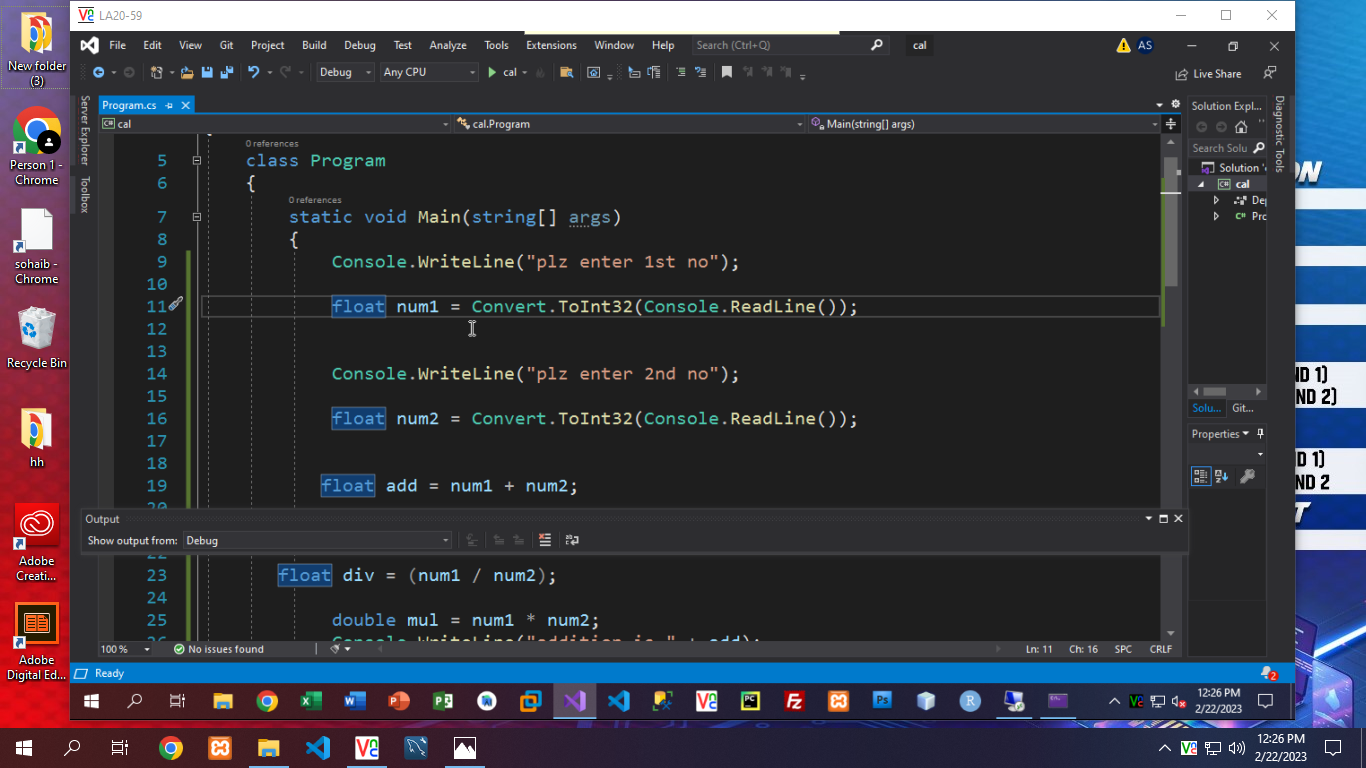 New folder
(3)
Person 1 -
Chrome
sohaib -
Chrome
Recycle Bin
hh
Adobe
Creati...
Adobe
Digital Ed...
LA20-59
File Edit View Git Project Build Debug Test Analyze Tools Extensions Window Help Search (Ctrl+Q) cal AS
Debug Any CPU cal Live Share
Server Explorer
Toolbox
Program.cs
cal cal.Program Main(string[] args)
0 references
5 class Program
6 {
0 references
7 static void Main(string[] args)
8 {
9 Console.WriteLine("plz enter 1st no");
10
11 float num1 = Convert.ToInt32(Console.ReadLine());
12
13
14 Console.WriteLine("plz enter 2nd no");
15
16 float num2 = Convert.ToInt32(Console.ReadLine());
17
18
19 float add = num1 + num2;
Output
Show output from: Debug
23 float div = (num1 / num2);
24
25 double mul = num1 * num2;
26 Console.WriteLine("addition is " + add);
100 % No issues found Ln: 11 Ch: 16 SPC CRLF
Solution Expl...
Search Solu
Solution '
cal
De
Pro
Solu... Git...
Properties
Diagnostic Tools
Ready 2
ON
ND 1)
ND 2)
D 1)
ND 2
T
12:26 PM
2/22/2023
12:26 PM
2/22/2023